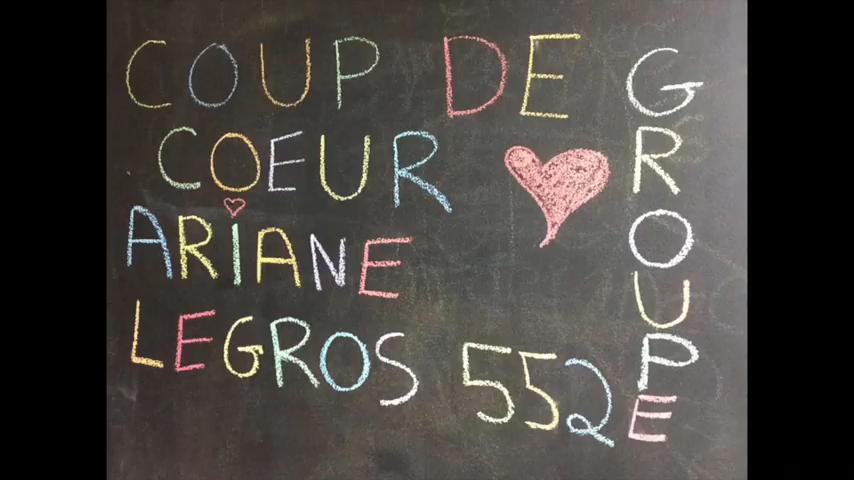 COUP DE
COEUR
ARiANE
LEGROS 552
GROUPE